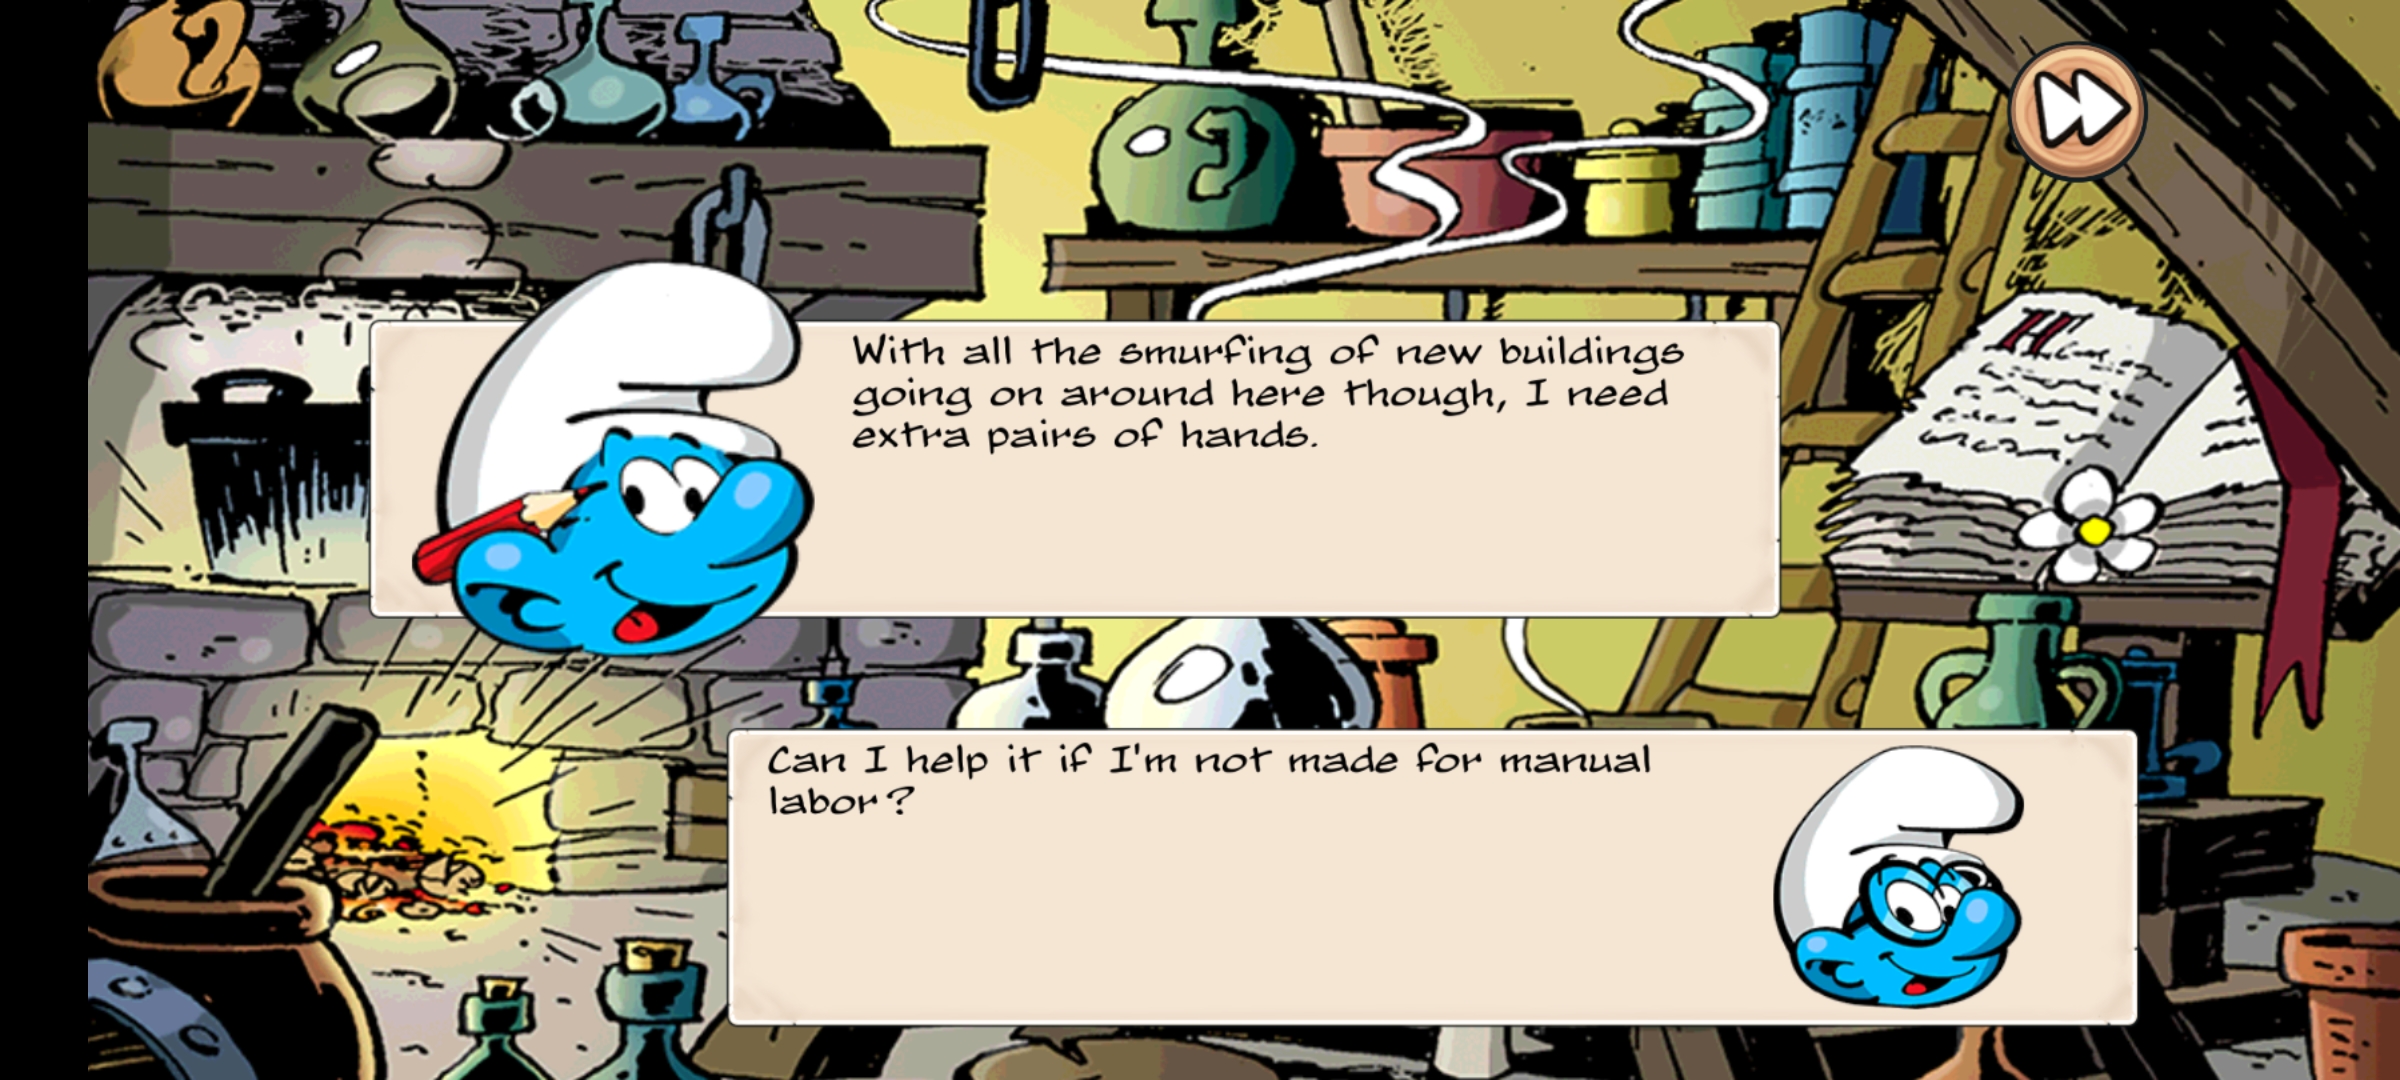 With all the smurfing of new buildings
going on around here though, I need
extra pairs of hands.
Can I help it if I'm not made for manual
labor?